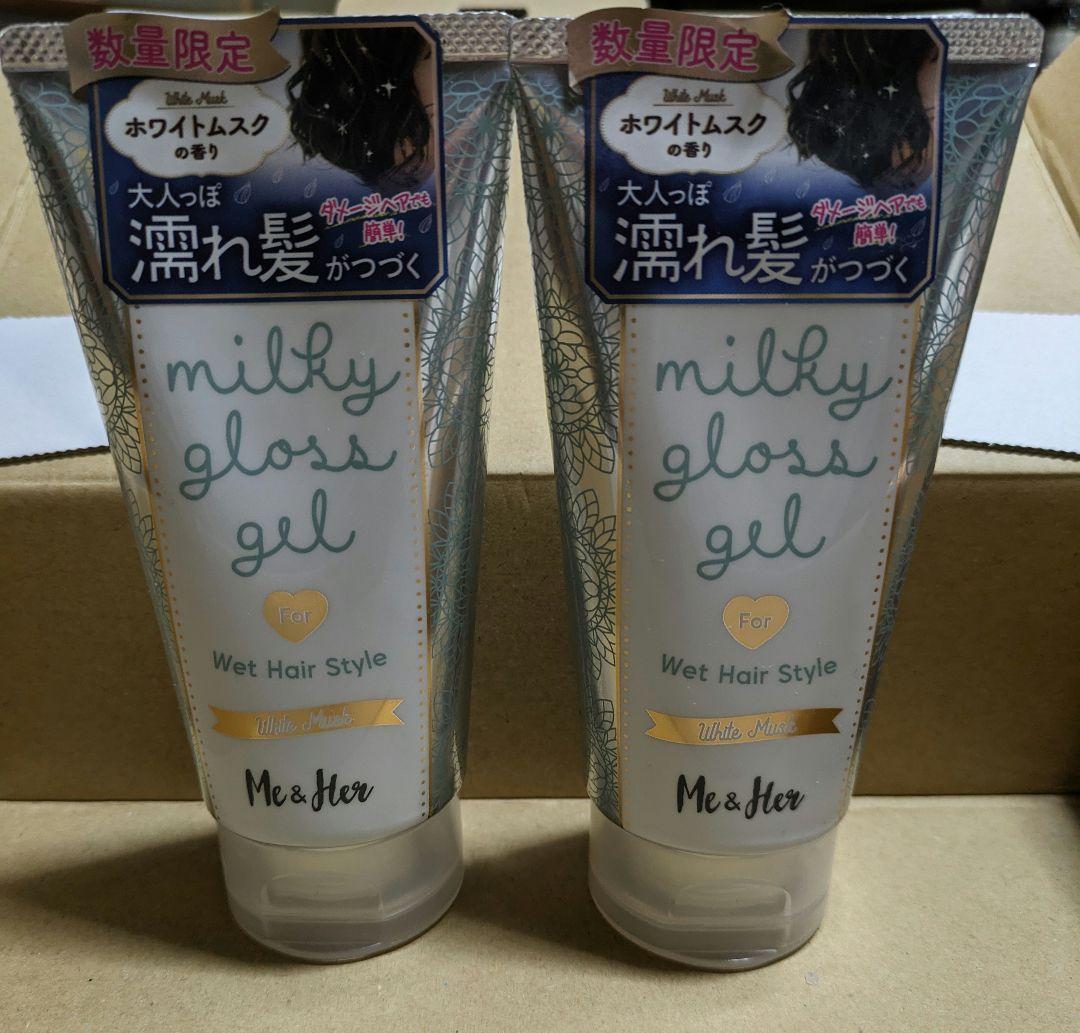 数量限定
White Musk
ホワイトムスク
の香り
大人っぽ
ダメージヘアでも
簡単!
濡れ髪がつづく
milky
gloss
gel
For
Wet Hair Style
White Musk
Me & Her
数量限定
White Musk
ホワイトムスク
の香り
大人っぽ
ダメージヘアでも
簡単!
濡れ髪がつづく
milky
gloss
gel
For
Wet Hair Style
White Musk
Me & Her